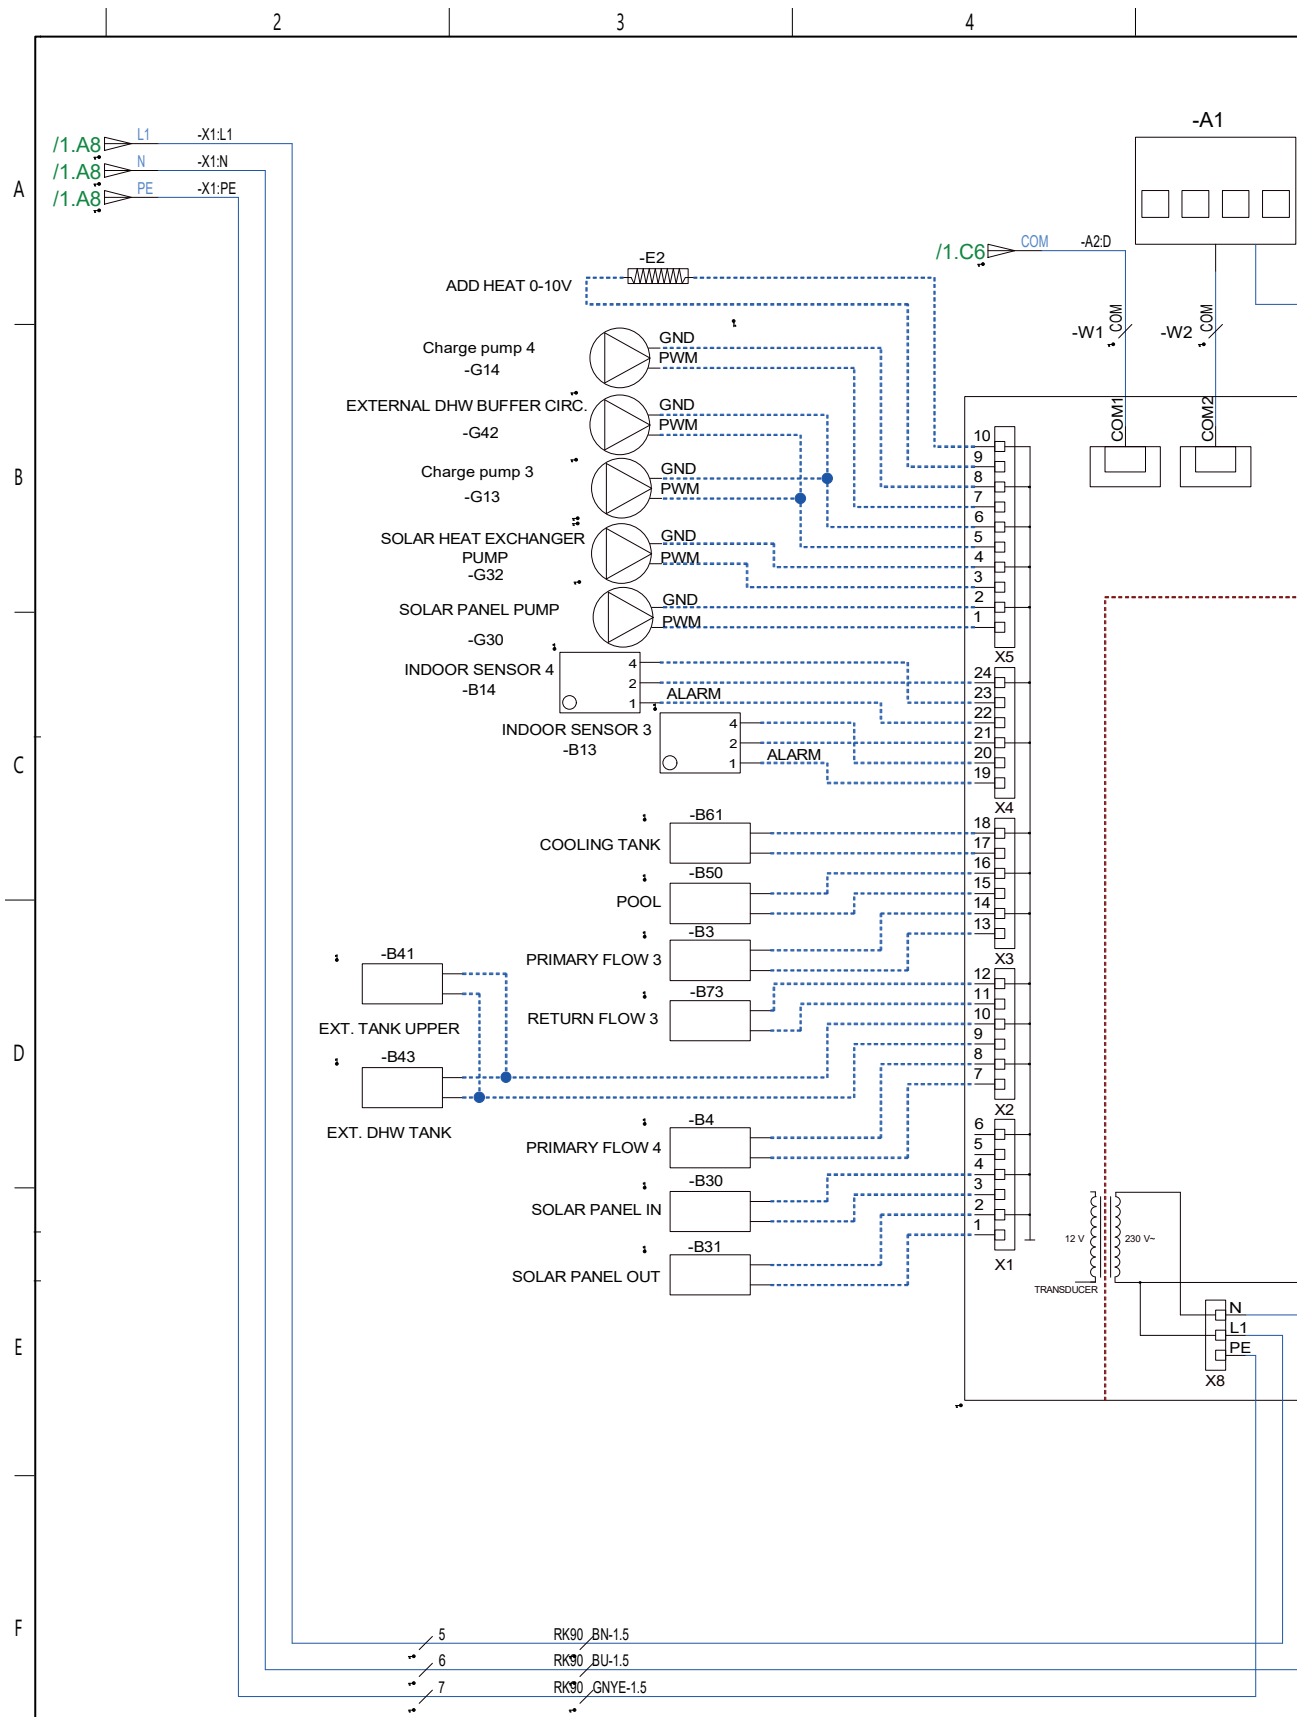 2 3 4
-A1
/1.A8 L1 -X1:L1
/1.A8 N -X1:N
/1.A8 PE -X1:PE
A
/1.C6 COM -A2:D
-E2
ADD HEAT 0-10V
-W1 COM
-W2 COM
Charge pump 4
-G14
GND
PWM
EXTERNAL DHW BUFFER CIRC.
-G42
GND
PWM
COM1
COM2
B
Charge pump 3
-G13
GND
PWM
SOLAR HEAT EXCHANGER
PUMP
-G32
GND
PWM
SOLAR PANEL PUMP
-G30
GND
PWM
10
9
8
7
6
5
4
3
2
1
X5
INDOOR SENSOR 4
-B14
4
2
1
ALARM
INDOOR SENSOR 3
-B13
4
2
1
ALARM
24
23
22
21
20
19
X4
C
-B61
COOLING TANK
-B50
POOL
-B3
PRIMARY FLOW 3
18
17
16
15
14
13
X3
-B73
RETURN FLOW 3
-B41
EXT. TANK UPPER
D
-B43
EXT. DHW TANK
12
11
10
9
8
7
X2
-B4
PRIMARY FLOW 4
-B30
SOLAR PANEL IN
-B31
SOLAR PANEL OUT
6
5
4
3
2
1
X1
12 V
230 V~
TRANSDUCER
N
L1
PE
X8
E
F
5 RK90 BN-1.5
6 RK90 BU-1.5
7 RK90 GNYE-1.5